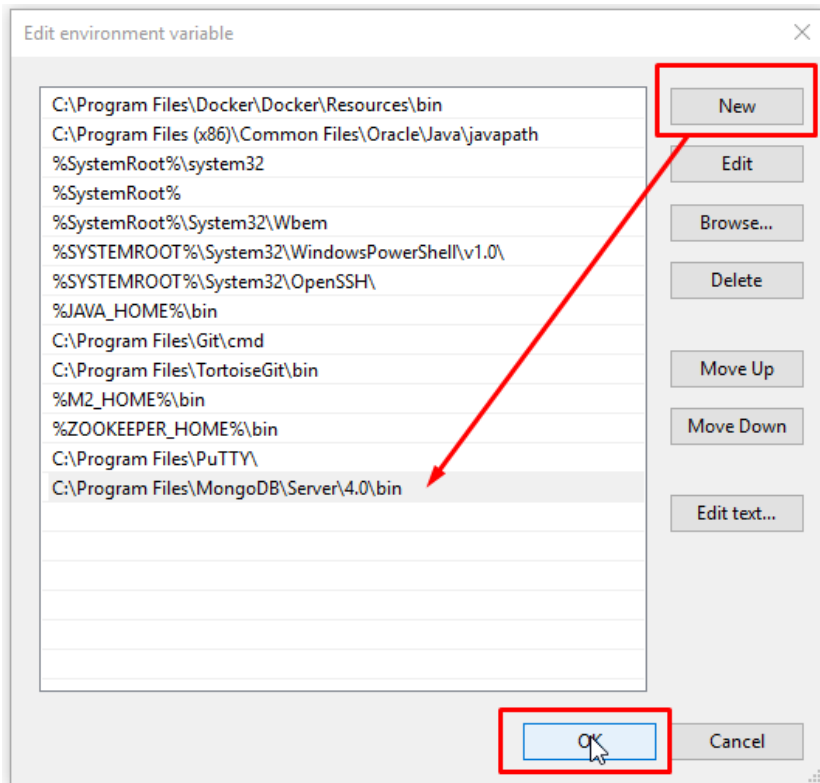 Edit environment variable
C:\Program Files\Docker\Docker\Resources\bin
C:\Program Files (x86)\Common Files\Oracle\Java\javapath
%SystemRoot%\system32
%SystemRoot%
%SystemRoot%\System32\Wbem
%SYSTEMROOT%\System32\WindowsPowerShell\v1.0\
%SYSTEMROOT%\System32\OpenSSH\
%JAVA_HOME%\bin
C:\Program Files\Git\cmd
C:\Program Files\TortoiseGit\bin
%M2_HOME%\bin
%ZOOKEEPER_HOME%\bin
C:\Program Files\PuTTY\
C:\Program Files\MongoDB\Server\4.0\bin
New
Edit
Browse...
Delete
Move Up
Move Down
Edit text...
OK
Cancel